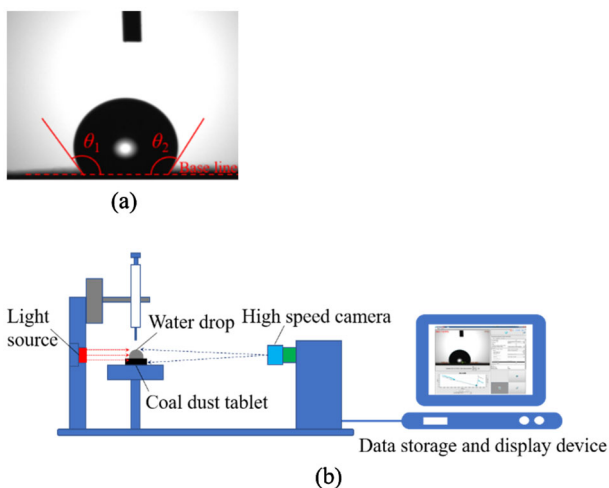 θ1
θ2
Base line
(a)
Light
source
Water drop
High speed camera
Coal dust tablet
Data storage and display device
(b)